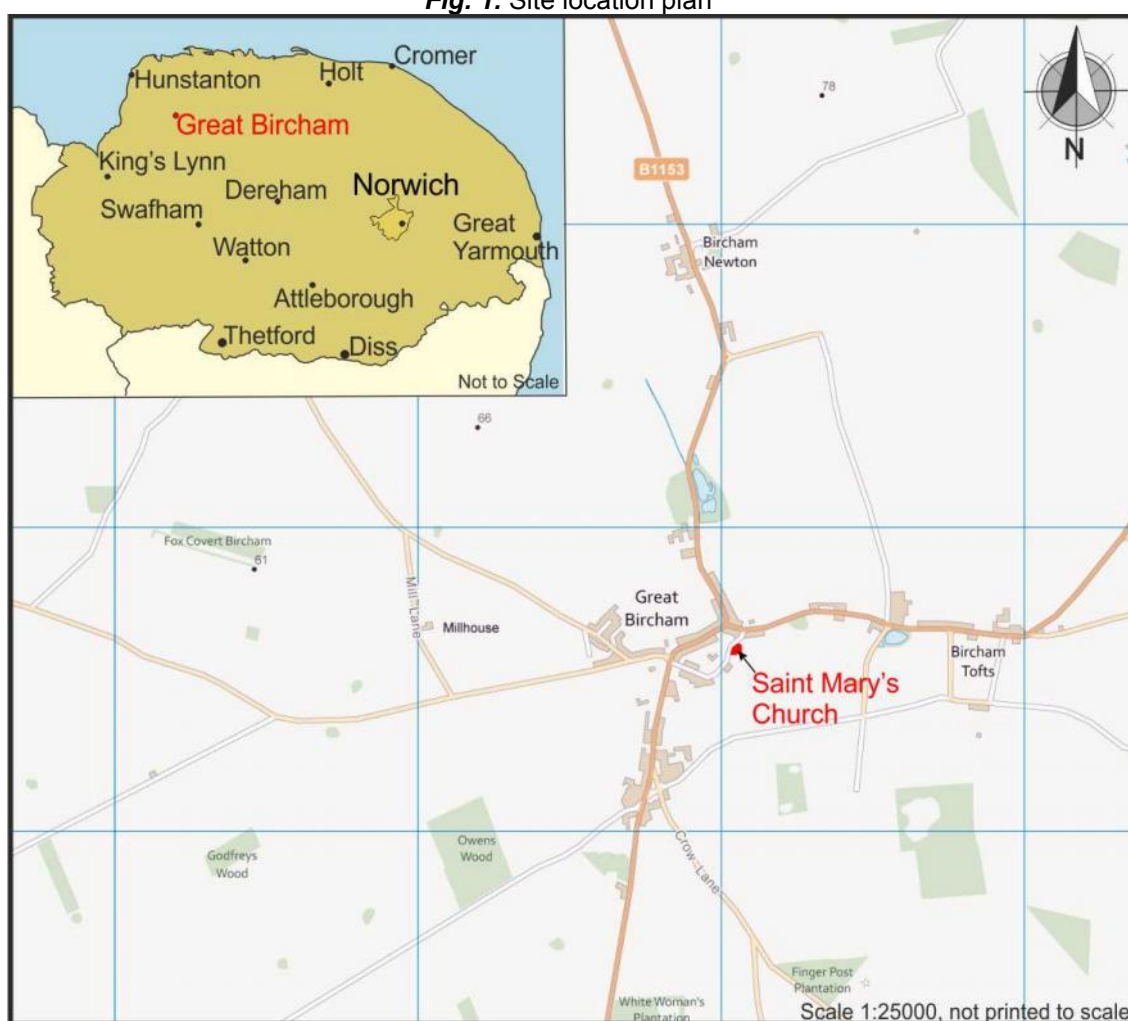 Fig. 1. Site location plan
Cromer
Holt
Hunstanton
Great Bircham
King's Lynn
Dereham
Norwich
Swafham
Great
Yarmouth
Watton
Attleborough
Thetford
Diss
Not to Scale
78
N
B1153
Bircham
Newton
66
Fox Covert Bircham
61
Mill Lane
Millhouse
Great
Bircham
Bircham
Tofts
Saint Mary's
Church
Godfreys
Wood
Owens
Wood
Crow Lane
Finger Post
Plantation
White Woman's
Plantation
Scale 1:25000, not printed to scale